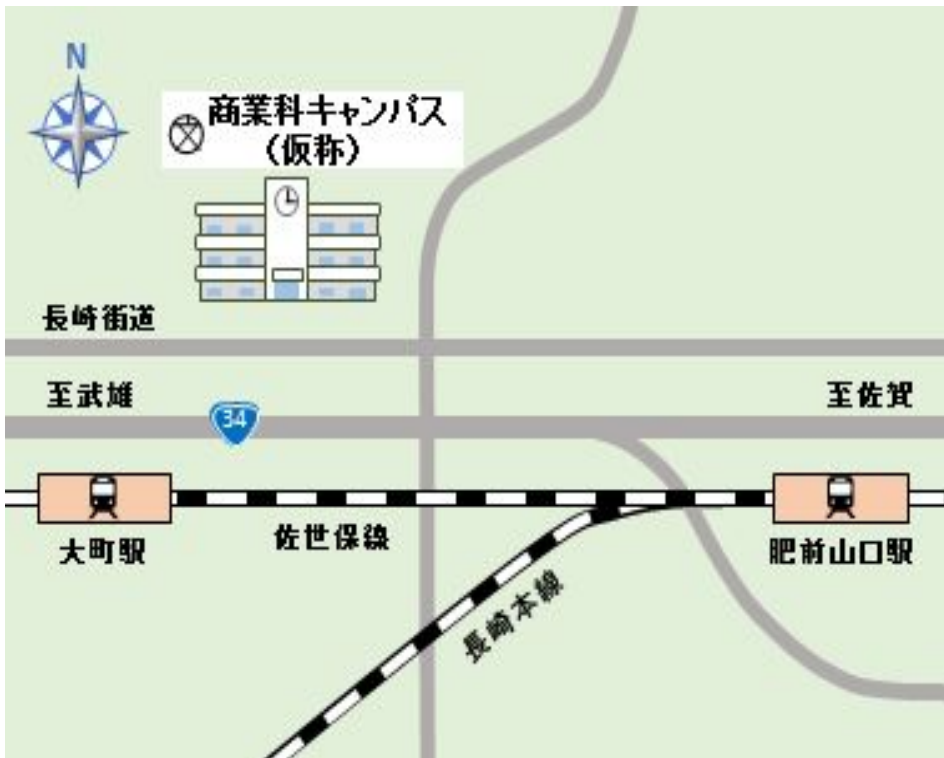 N
商業科キャンパス
(仮称)
長崎街道
至武雄
至佐賀
34
大町駅
佐世保線
肥前山口駅
長崎本線